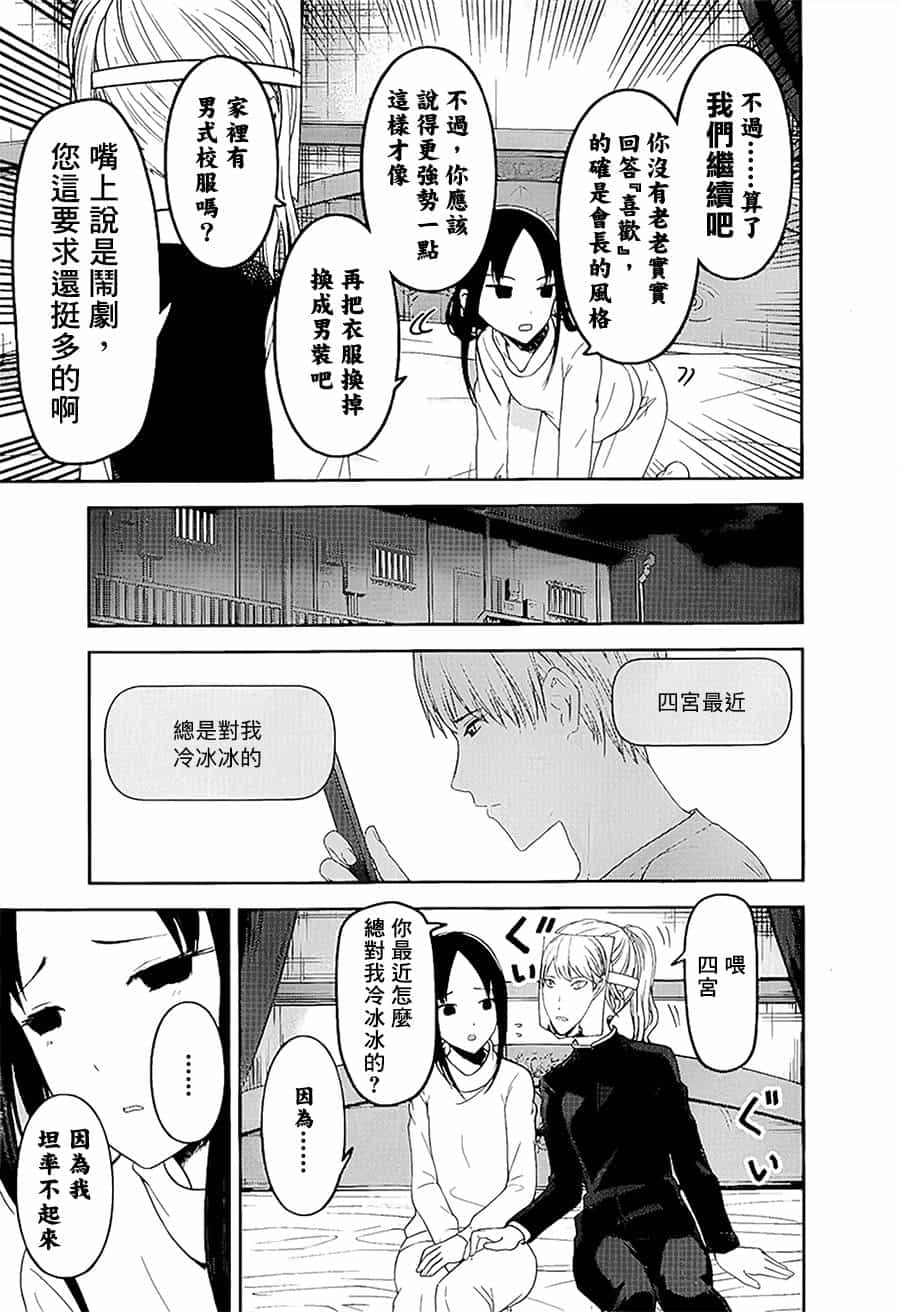 不過……算了
我們繼續吧
你沒有老老實實
回答『喜歡』，
的確是會長的風格
不過，你應該
說得更強勢一點
這樣才像
再把衣服換掉
換成男裝吧
家裡有
男式校服嗎？
嘴上說是鬧劇，
您這要求還挺多的啊
四宮最近
總是對我
冷冰冰的
喂
四宮
ぐい
ぐい
你最近怎麼
總對我冷冰冰的？
因為……
……
因為我
坦率不起來